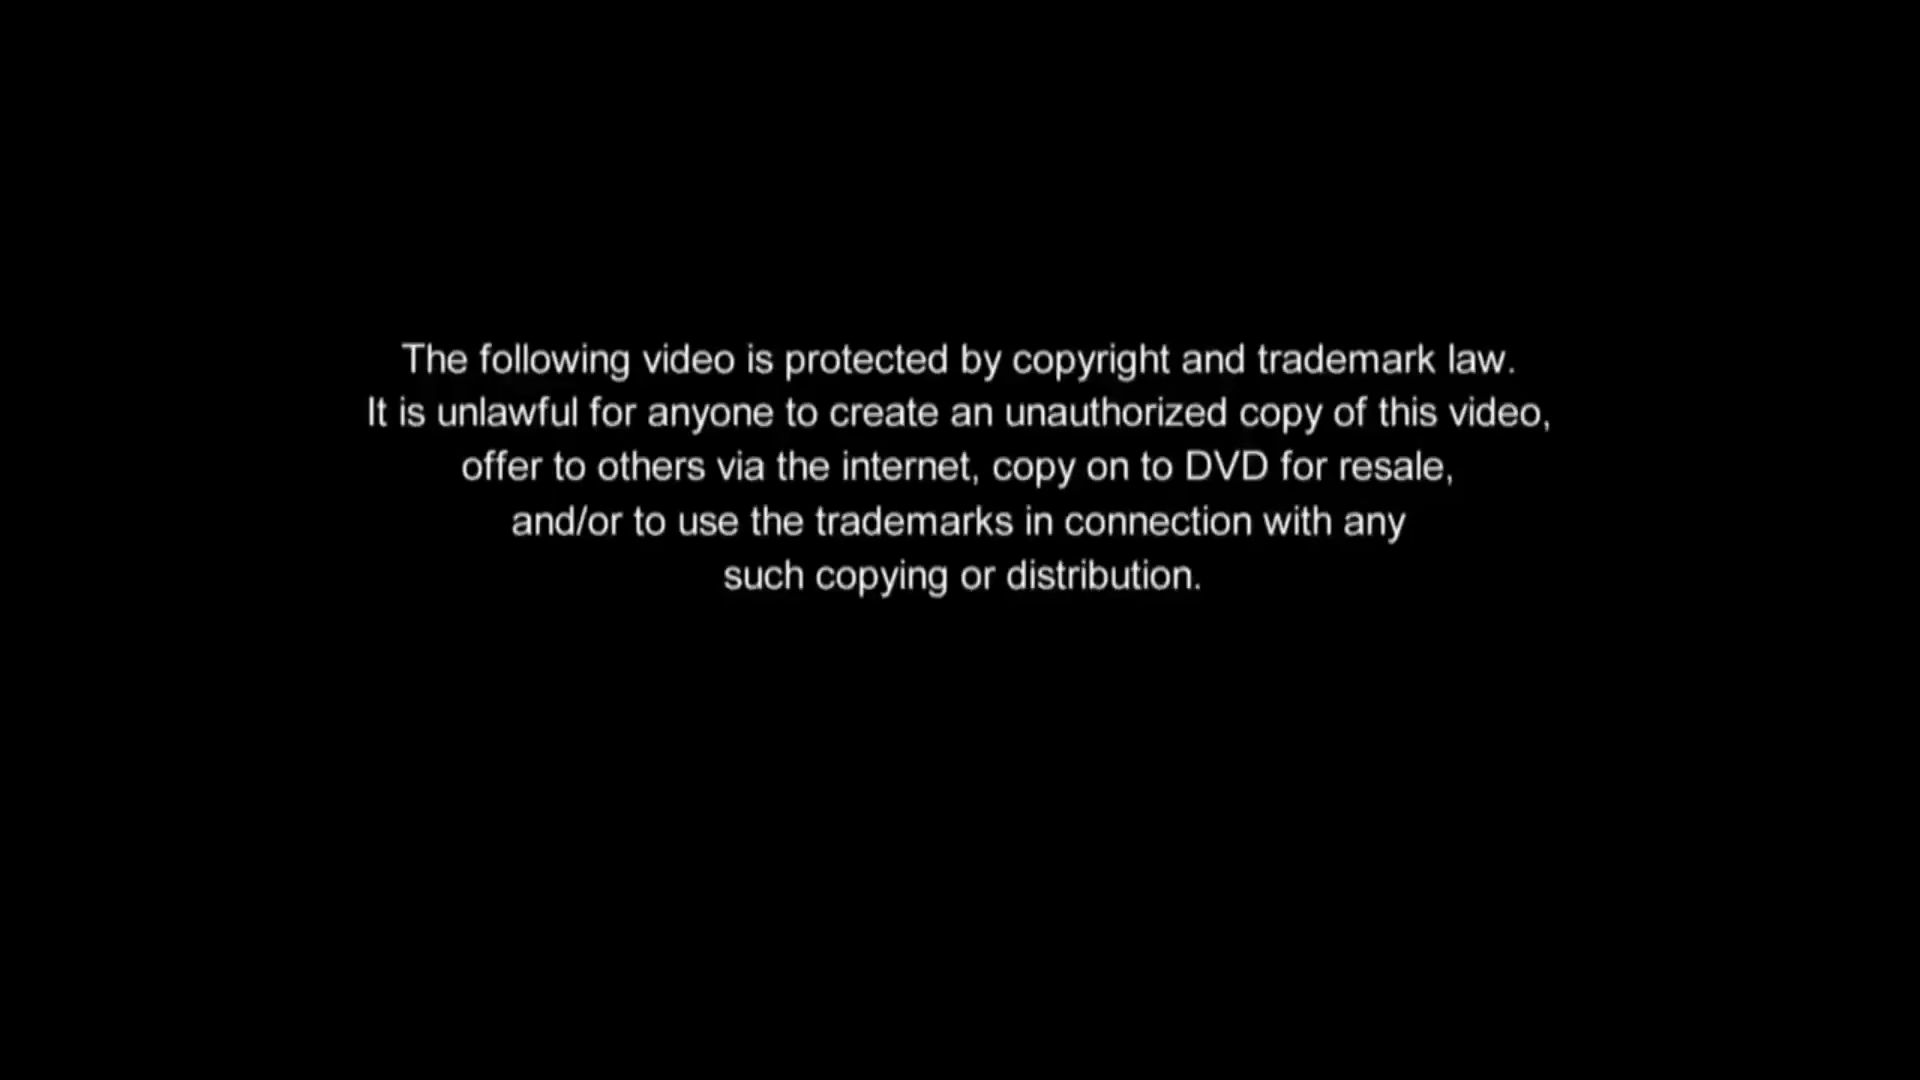 The following video is protected by copyright and trademark law.
It is unlawful for anyone to create an unauthorized copy of this video,
offer to others via the internet, copy on to DVD for resale,
and/or to use the trademarks in connection with any
such copying or distribution.